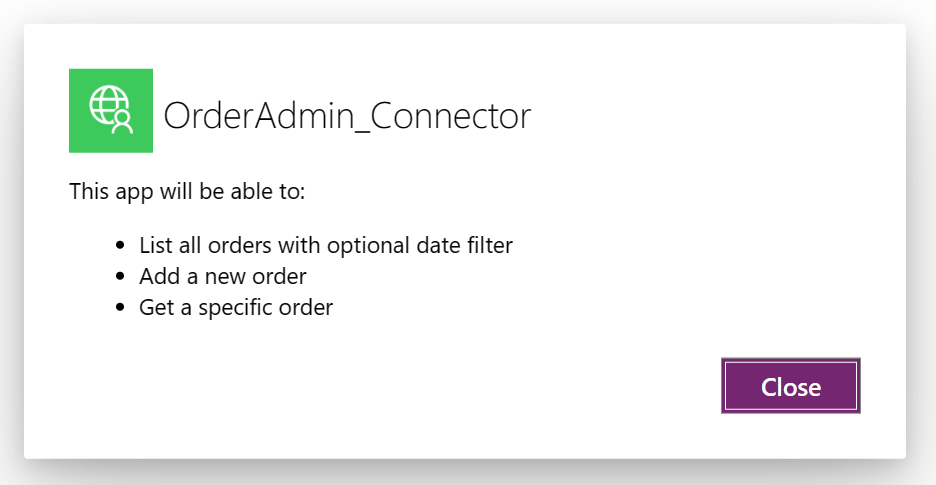 OrderAdmin_Connector
This app will be able to:
List all orders with optional date filter
Add a new order
Get a specific order
Close